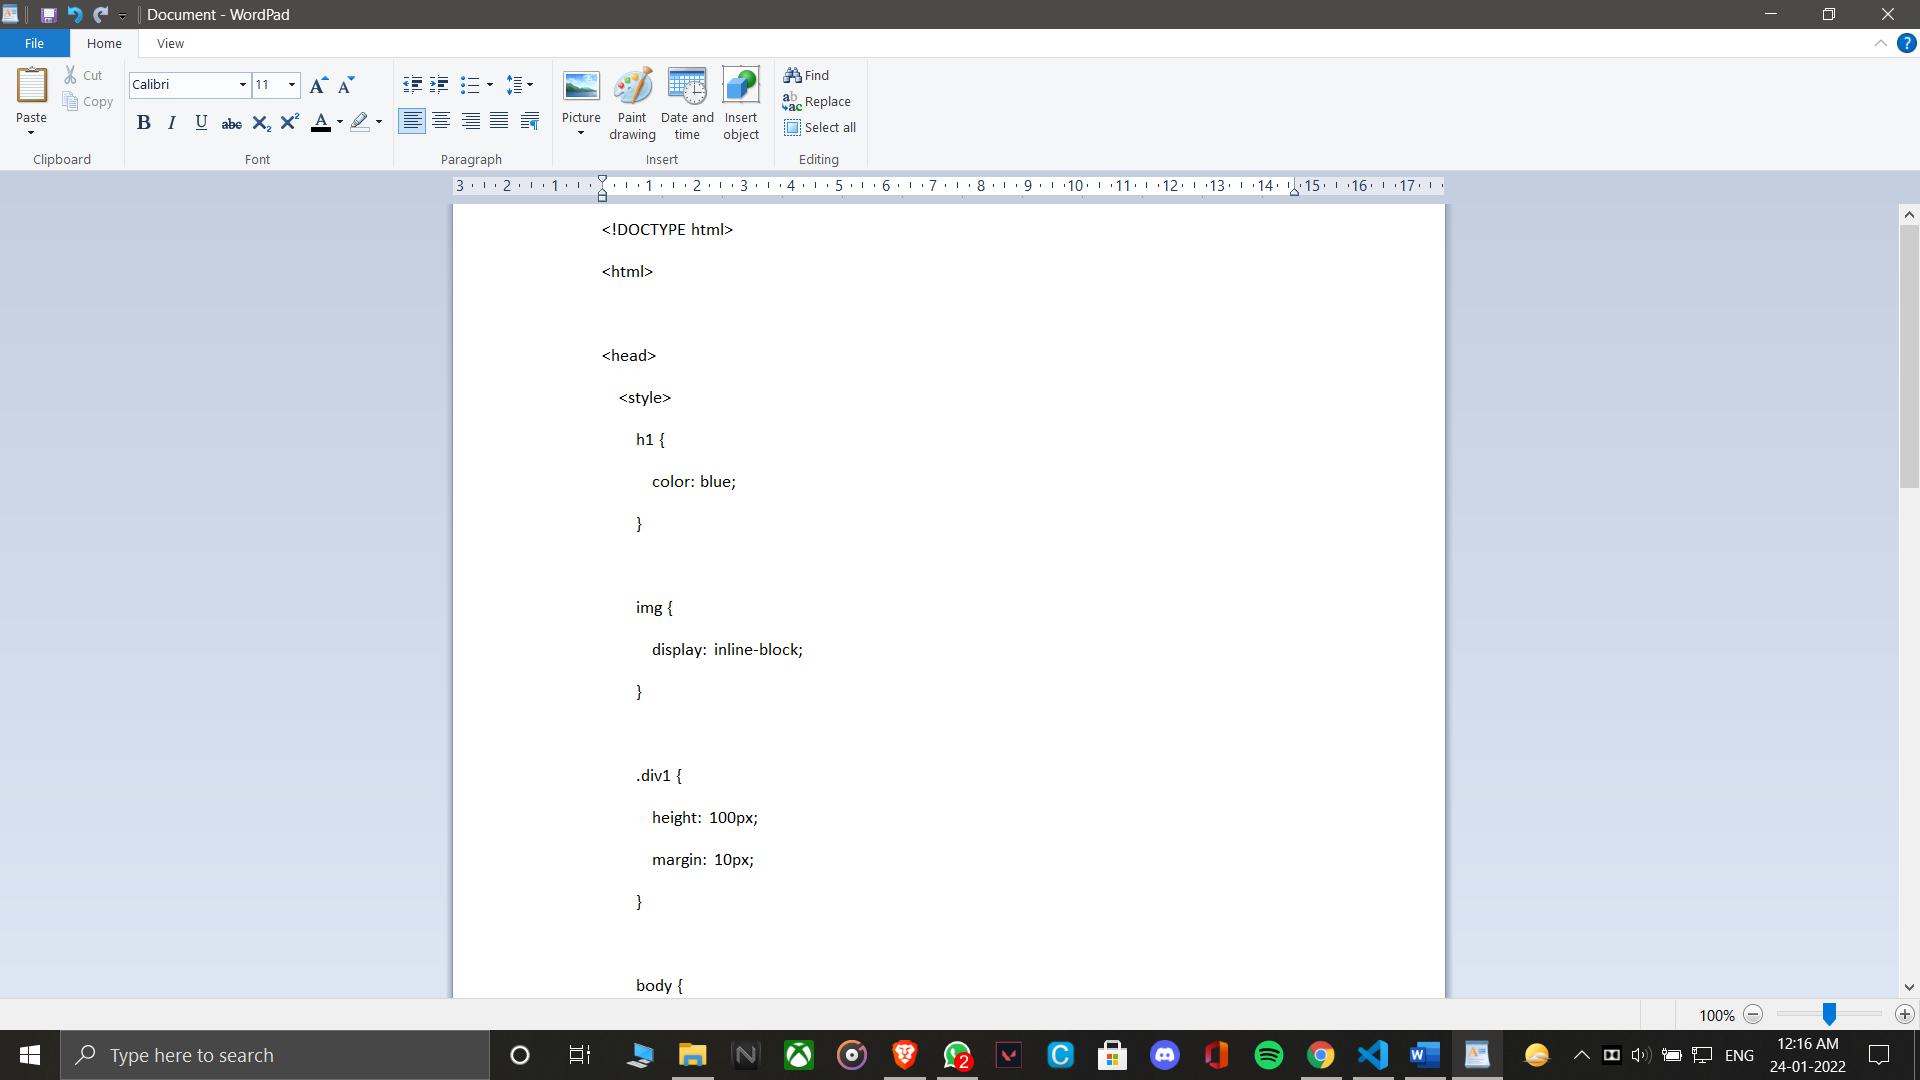 Document - WordPad
File Home View
Paste
Cut
Copy
Clipboard
Calibri 11
B I U abc X₂ X² A
Font
Paragraph
Picture
Paint drawing
Date and time
Insert object
Insert
Find
Replace
Select all
Editing
3 2 1 1 2 3 4 5 6 7 8 9 10 11 12 13 14 15 16 17
<!DOCTYPE html>
<html>
<head>
<style>
h1 {
color: blue;
}
img {
display: inline-block;
}
.div1 {
height: 100px;
margin: 10px;
}
body {
100%
Type here to search
2
ENG
12:16 AM
24-01-2022